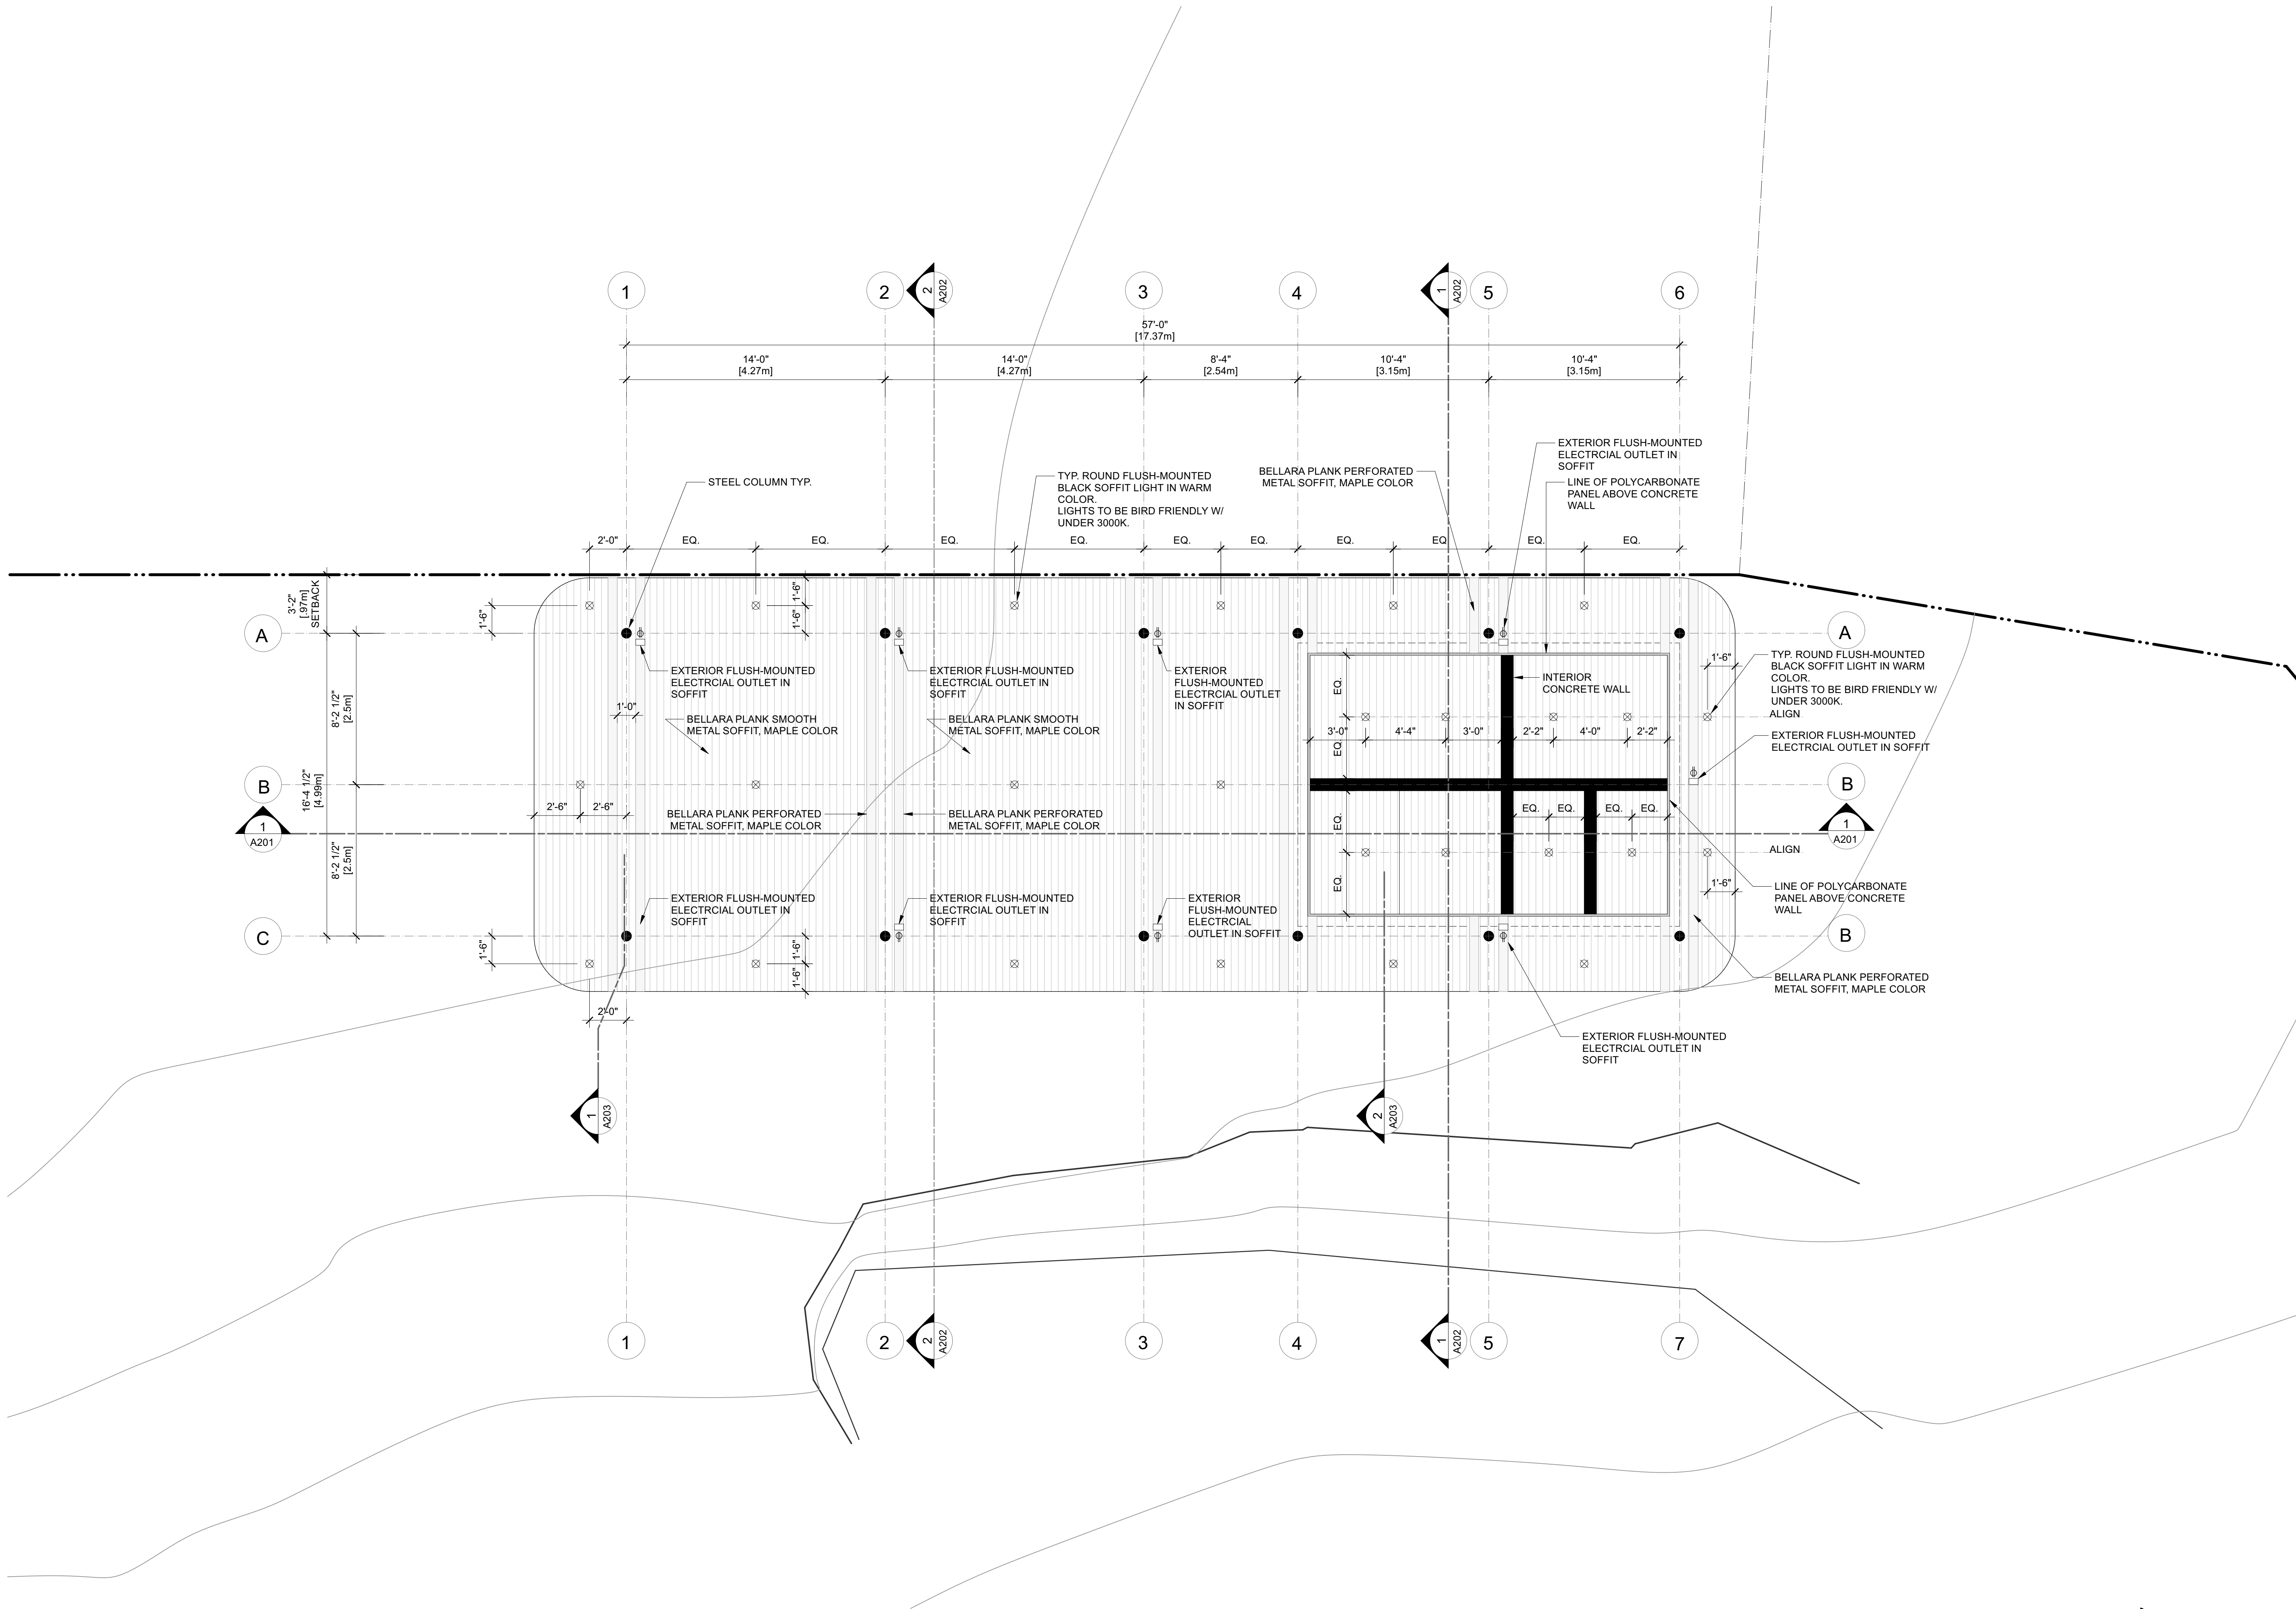 1
2
2
A202
3
4
1
A202
5
6
57'-0"
[17.37m]
14'-0"
[4.27m]
14'-0"
[4.27m]
8'-4"
[2.54m]
10'-4"
[3.15m]
10'-4"
[3.15m]
STEEL COLUMN TYP.
TYP. ROUND FLUSH-MOUNTED
BLACK SOFFIT LIGHT IN WARM
COLOR.
LIGHTS TO BE BIRD FRIENDLY W/
UNDER 3000K.
BELLARA PLANK PERFORATED
METAL SOFFIT, MAPLE COLOR
EXTERIOR FLUSH-MOUNTED
ELECTRCIAL OUTLET IN
SOFFIT
LINE OF POLYCARBONATE
PANEL ABOVE CONCRETE
WALL
2'-0"
EQ.
EQ.
EQ.
EQ.
EQ.
EQ.
EQ.
EQ.
EQ.
EQ.
3'-2"
[.97m]
SETBACK
1'-6"
1'-6"
1'-6"
A
A
EXTERIOR FLUSH-MOUNTED
ELECTRCIAL OUTLET IN
SOFFIT
EXTERIOR FLUSH-MOUNTED
ELECTRCIAL OUTLET IN
SOFFIT
EXTERIOR
FLUSH-MOUNTED
ELECTRCIAL OUTLET
IN SOFFIT
INTERIOR
CONCRETE WALL
1'-6"
TYP. ROUND FLUSH-MOUNTED
BLACK SOFFIT LIGHT IN WARM
COLOR.
LIGHTS TO BE BIRD FRIENDLY W/
UNDER 3000K.
ALIGN
8'-2 1/2"
[2.5m]
1'-0"
BELLARA PLANK SMOOTH
METAL SOFFIT, MAPLE COLOR
BELLARA PLANK SMOOTH
METAL SOFFIT, MAPLE COLOR
EQ.
EQ.
3'-0"
4'-4"
3'-0"
2'-2"
4'-0"
2'-2"
EXTERIOR FLUSH-MOUNTED
ELECTRCIAL OUTLET IN SOFFIT
B
B
16'-4 1/2"
[4.99m]
2'-6"
2'-6"
BELLARA PLANK PERFORATED
METAL SOFFIT, MAPLE COLOR
BELLARA PLANK PERFORATED
METAL SOFFIT, MAPLE COLOR
EQ.
EQ.
EQ.
EQ.
EQ.
EQ.
1
A201
1
A201
ALIGN
8'-2 1/2"
[2.5m]
1'-6"
LINE OF POLYCARBONATE
PANEL ABOVE CONCRETE
WALL
EXTERIOR FLUSH-MOUNTED
ELECTRCIAL OUTLET IN
SOFFIT
EXTERIOR FLUSH-MOUNTED
ELECTRCIAL OUTLET IN
SOFFIT
EXTERIOR
FLUSH-MOUNTED
ELECTRCIAL
OUTLET IN SOFFIT
C
B
1'-6"
1'-6"
1'-6"
BELLARA PLANK PERFORATED
METAL SOFFIT, MAPLE COLOR
2'-0"
EXTERIOR FLUSH-MOUNTED
ELECTRCIAL OUTLET IN
SOFFIT
1
A203
2
A203
1
2
2
A202
3
4
1
A202
5
7